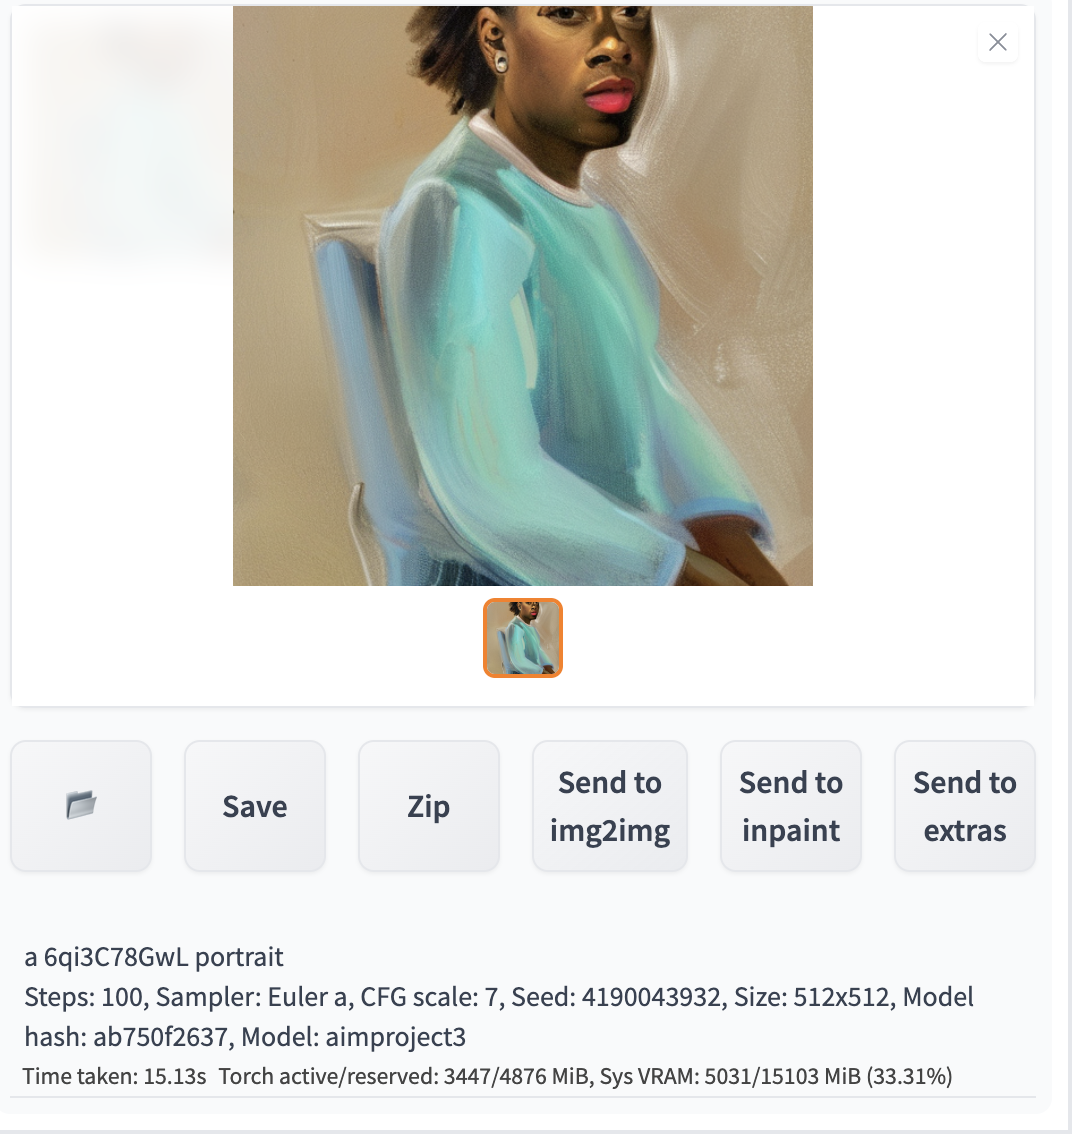 Save
Zip
Send to
img2img
Send to
inpaint
Send to
extras
a 6qi3C78GwL portrait
Steps: 100, Sampler: Euler a, CFG scale: 7, Seed: 4190043932, Size: 512x512, Model
hash: ab750f2637, Model: aimproject3
Time taken: 15.13s Torch active/reserved: 3447/4876 MiB, Sys VRAM: 5031/15103 MiB (33.31%)